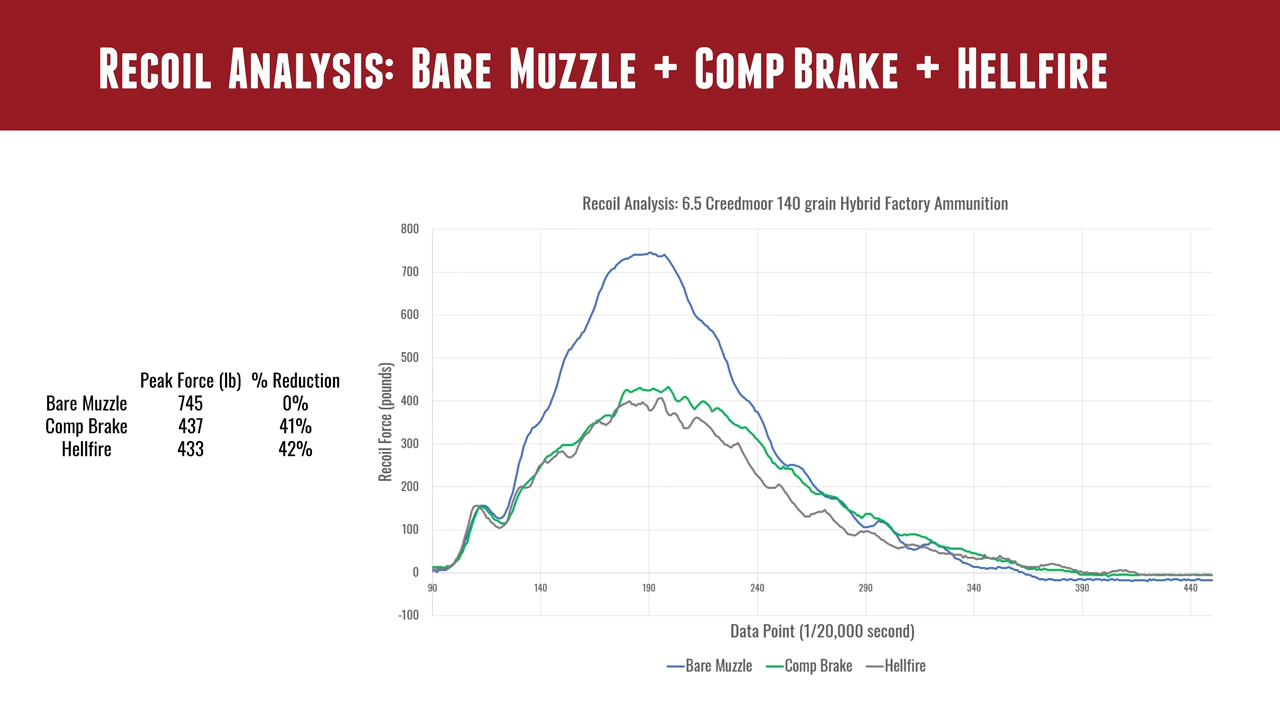 Recoil Analysis: Bare Muzzle + Comp Brake + Hellfire
Peak Force (lb) % Reduction
Bare Muzzle 745 0%
Comp Brake 437 41%
Hellfire 433 42%
Recoil Analysis: 6.5 Creedmoor 140 grain Hybrid Factory Ammunition
Recoil Force (pounds)
800
700
600
500
400
300
200
100
0
-100
90 140 190 240 290 340 390 440
Data Point (1/20,000 second)
Bare Muzzle Comp Brake Hellfire